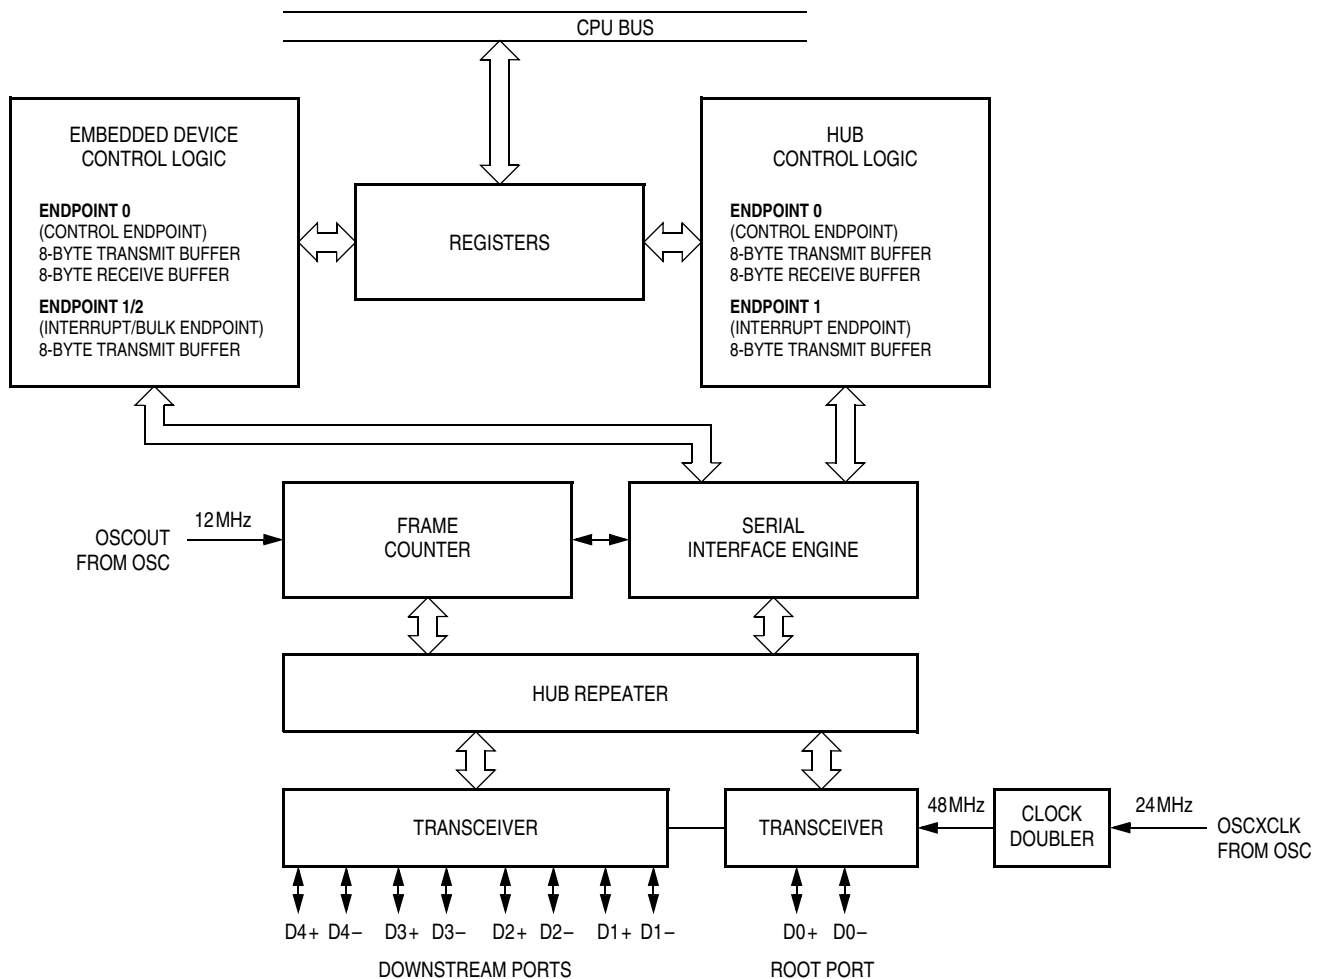 CPU BUS
EMBEDDED DEVICE
CONTROL LOGIC
ENDPOINT 0
(CONTROL ENDPOINT)
8-BYTE TRANSMIT BUFFER
8-BYTE RECEIVE BUFFER
ENDPOINT 1/2
(INTERRUPT/BULK ENDPOINT)
8-BYTE TRANSMIT BUFFER
REGISTERS
HUB
CONTROL LOGIC
ENDPOINT 0
(CONTROL ENDPOINT)
8-BYTE TRANSMIT BUFFER
8-BYTE RECEIVE BUFFER
ENDPOINT 1
(INTERRUPT ENDPOINT)
8-BYTE TRANSMIT BUFFER
OSCOUT
FROM OSC
12MHz
FRAME
COUNTER
SERIAL
INTERFACE ENGINE
HUB REPEATER
TRANSCEIVER
TRANSCEIVER
48MHz
CLOCK
DOUBLER
24MHz
OSCXCLK
FROM OSC
D4+ D4– D3+ D3– D2+ D2– D1+ D1–
D0+ D0–
DOWNSTREAM PORTS
ROOT PORT